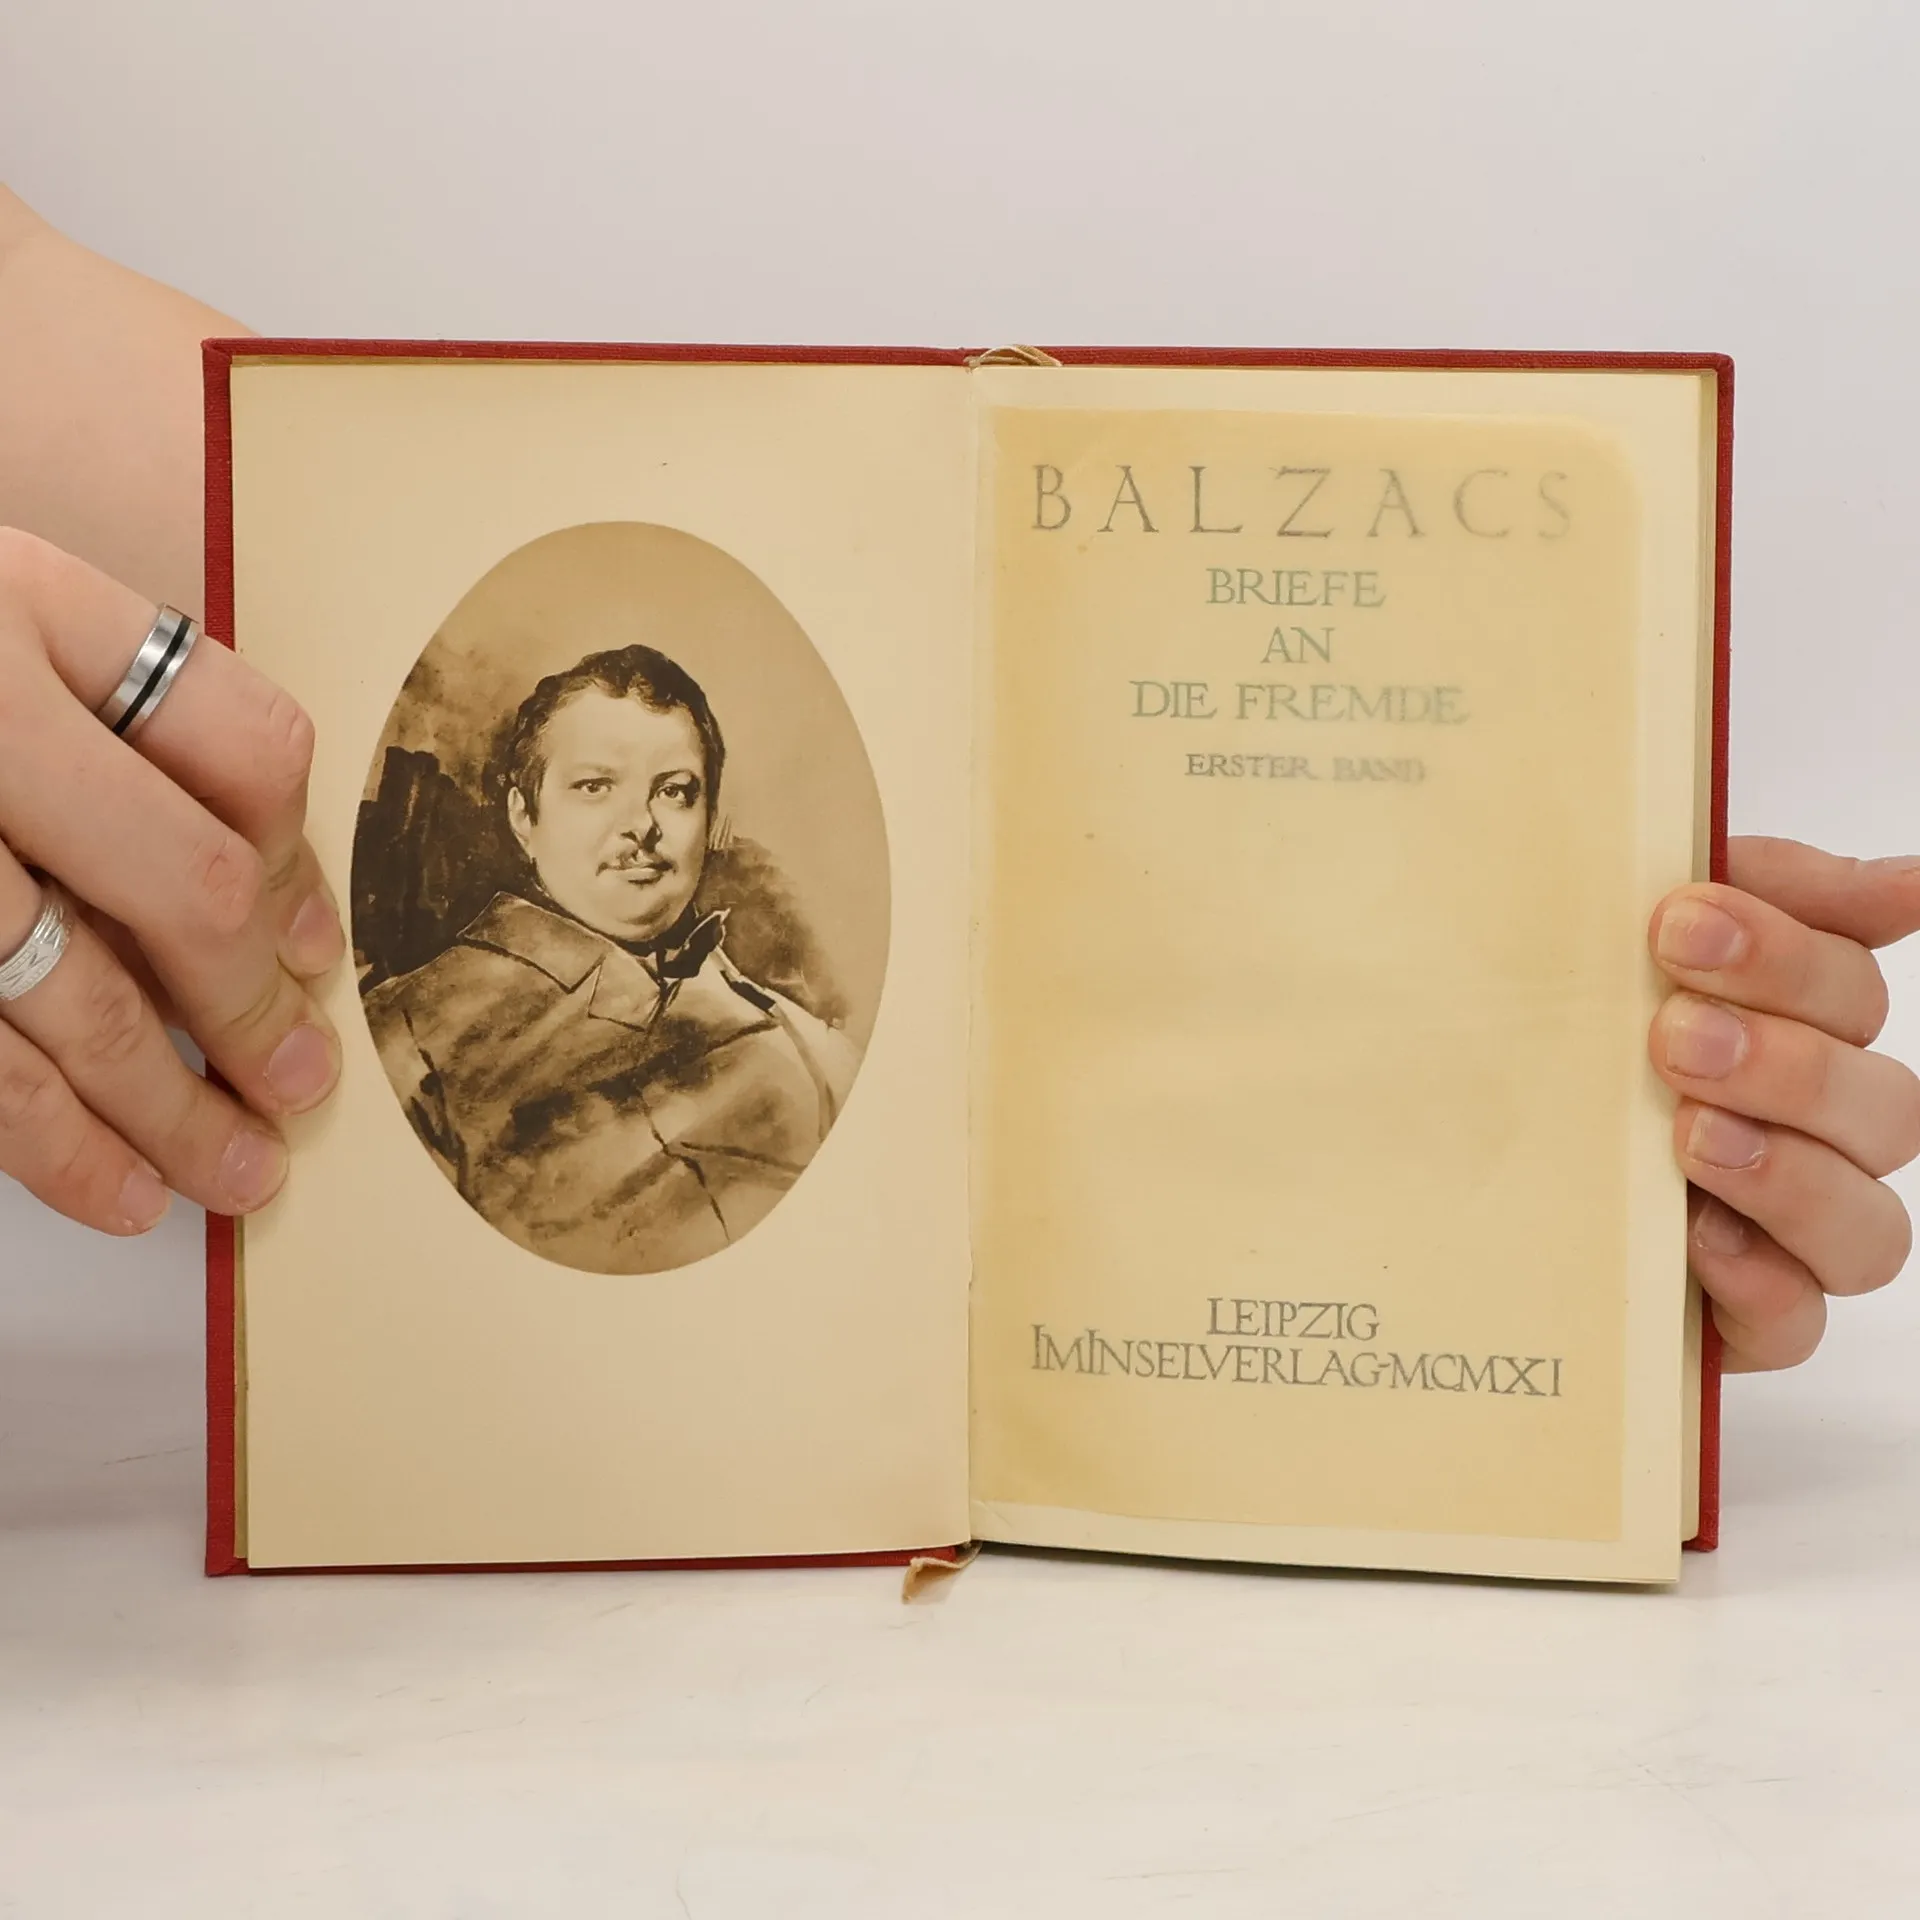 BALZACS
BRIEFE
AN
DIE FREMDE
ERSTER BAND
LEIPZIG
IM INSELVERLAG-MCMXI